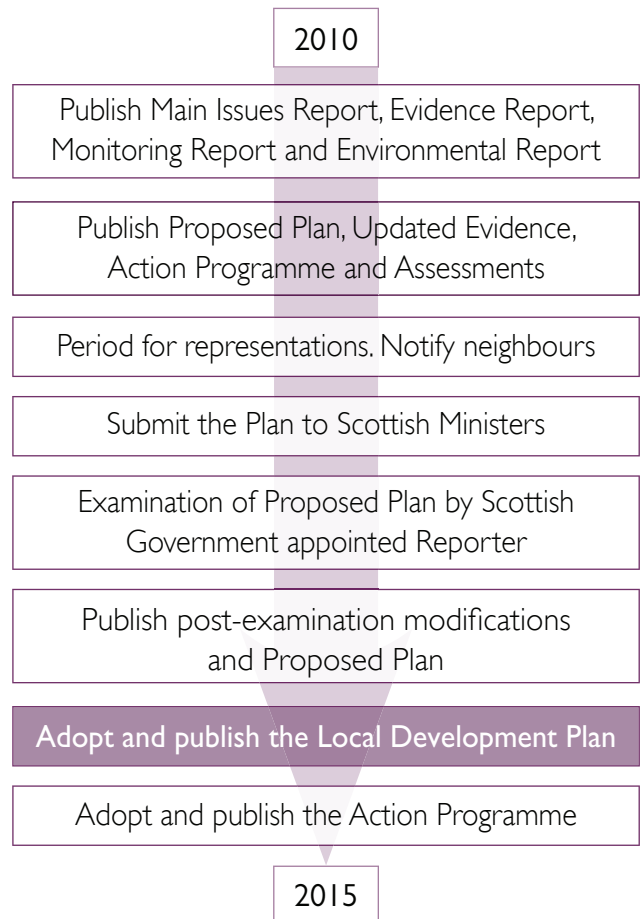 2010
Publish Main Issues Report, Evidence Report,
Monitoring Report and Environmental Report
Publish Proposed Plan, Updated Evidence,
Action Programme and Assessments
Period for representations. Notify neighbours
Submit the Plan to Scottish Ministers
Examination of Proposed Plan by Scottish
Government appointed Reporter
Publish post-examination modifications
and Proposed Plan
Adopt and publish the Local Development Plan
Adopt and publish the Action Programme
2015